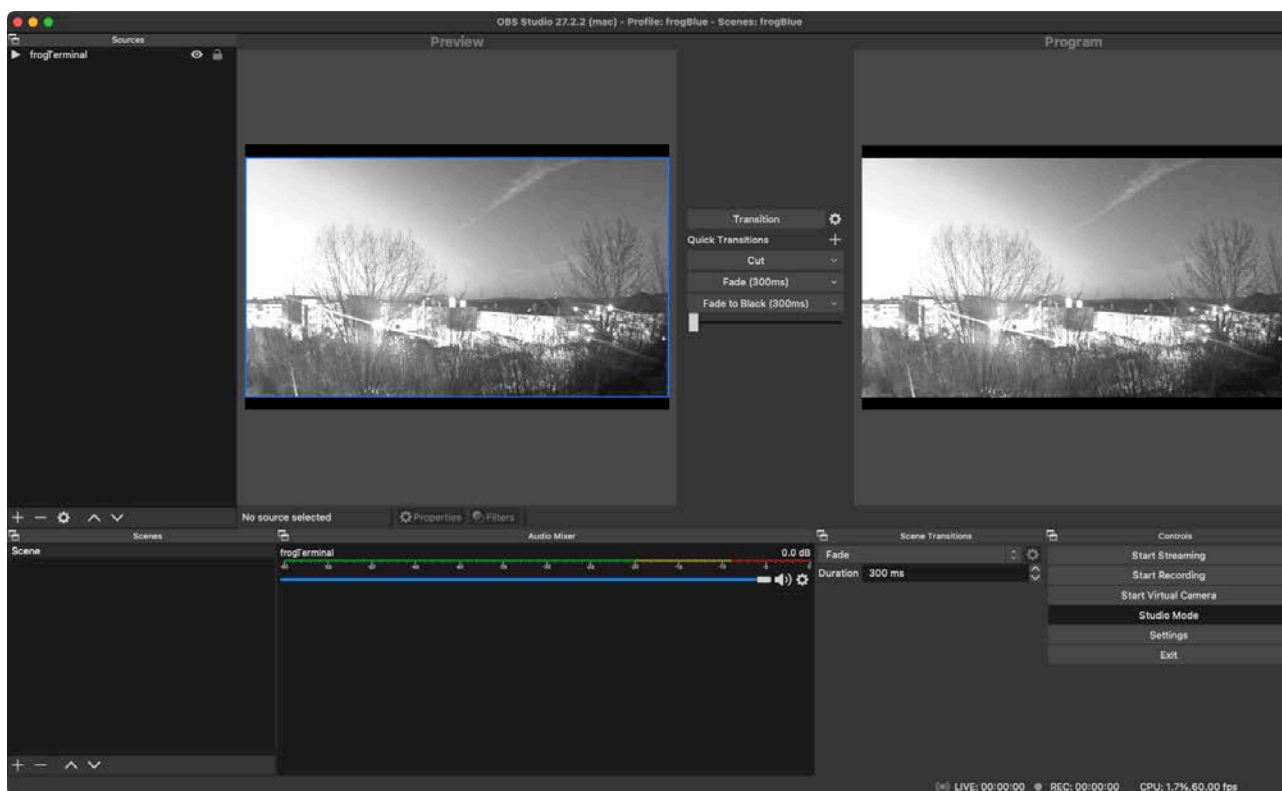 OBS Studio 27.2.2 (mac) - Profile: frogBlue - Scenes: frogBlue
Sources
frogTerminal
Preview
Program
Transition
Quick Transitions
Cut
Fade (300ms)
Fade to Black (300ms)
No source selected
Properties
Filters
Scenes
Scene
Audio Mixer
frogTerminal
0.0 dB
Scene Transitions
Fade
Duration 300 ms
Controls
Start Streaming
Start Recording
Start Virtual Camera
Studio Mode
Settings
Exit
LIVE: 00:00:00
REC: 00:00:00
CPU: 1.7%,60.00 fps